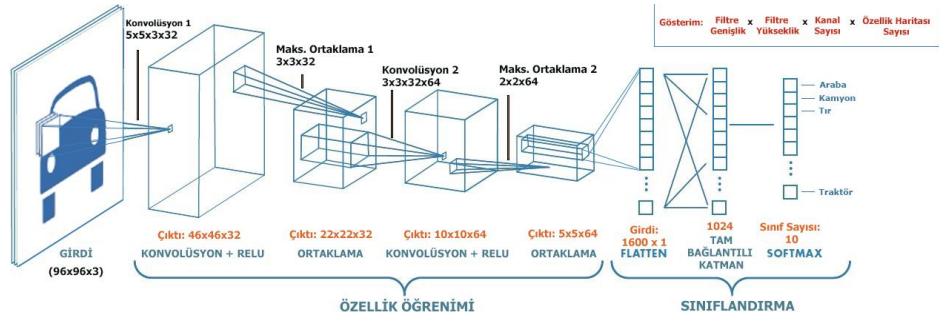 Gösterim: Filtre Genişlik x Filtre Yükseklik x Kanal Sayısı x Özellik Haritası Sayısı
Konvolüsyon 1
5x5x3x32
Maks. Ortaklama 1
3x3x32
Konvolüsyon 2
3x3x32x64
Maks. Ortaklama 2
2x2x64
Araba
Kamyon
Tır
Traktör
GİRDİ
(96x96x3)
Çıktı: 46x46x32
KONVOLÜSYON + RELU
Çıktı: 22x22x32
ORTAKLAMA
Çıktı: 10x10x64
KONVOLÜSYON + RELU
Çıktı: 5x5x64
ORTAKLAMA
Girdi:
1600 x 1
FLATTEN
1024
TAM
BAĞLANTILI
KATMAN
Sınıf Sayısı:
10
SOFTMAX
ÖZELLİK ÖĞRENİMİ
SINIFLANDIRMA